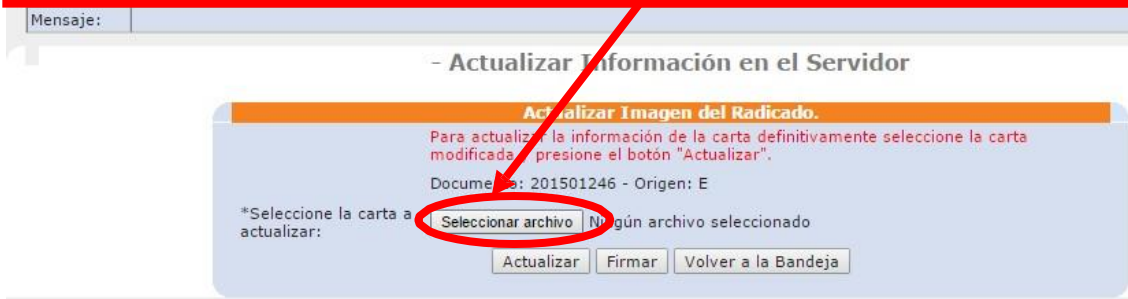 Mensaje:
- Actualizar Información en el Servidor
Actualizar Imagen del Radicado.
Para actualizar la información de la carta definitivamente seleccione la carta
modificada y presione el botón "Actualizar".
Documento: 201501246 - Origen: E
*Seleccione la carta a
actualizar:
Seleccionar archivo Ningún archivo seleccionado
Actualizar Firmar Volver a la Bandeja